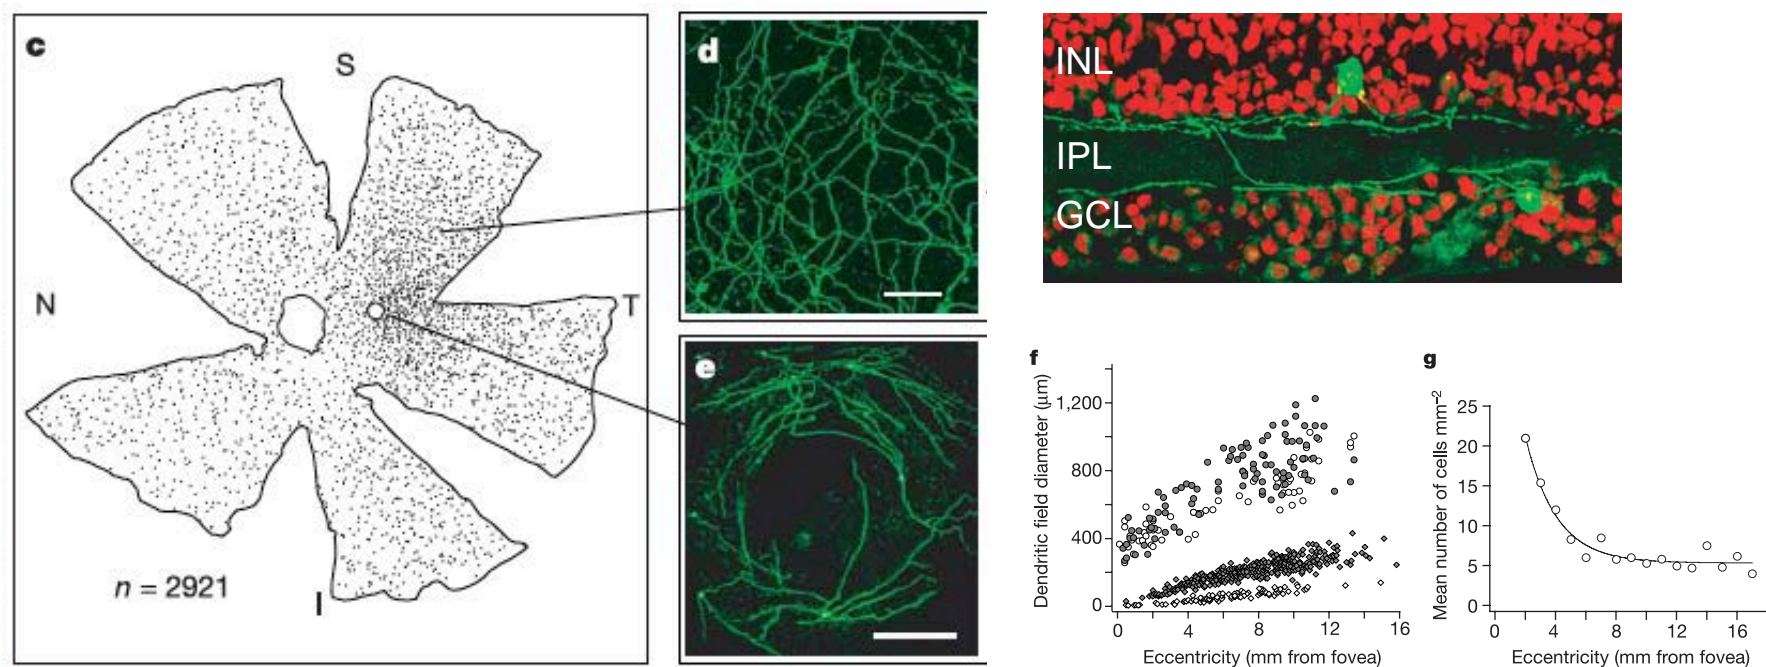 c
S
N
T
I
n = 2921
d
e
INL
IPL
GCL
f
Dendritic field diameter (μm)
1,200
800
400
0
0 4 8 12 16
Eccentricity (mm from fovea)
g
Mean number of cells mm⁻²
25
20
15
10
5
0
0 4 8 12 16
Eccentricity (mm from fovea)